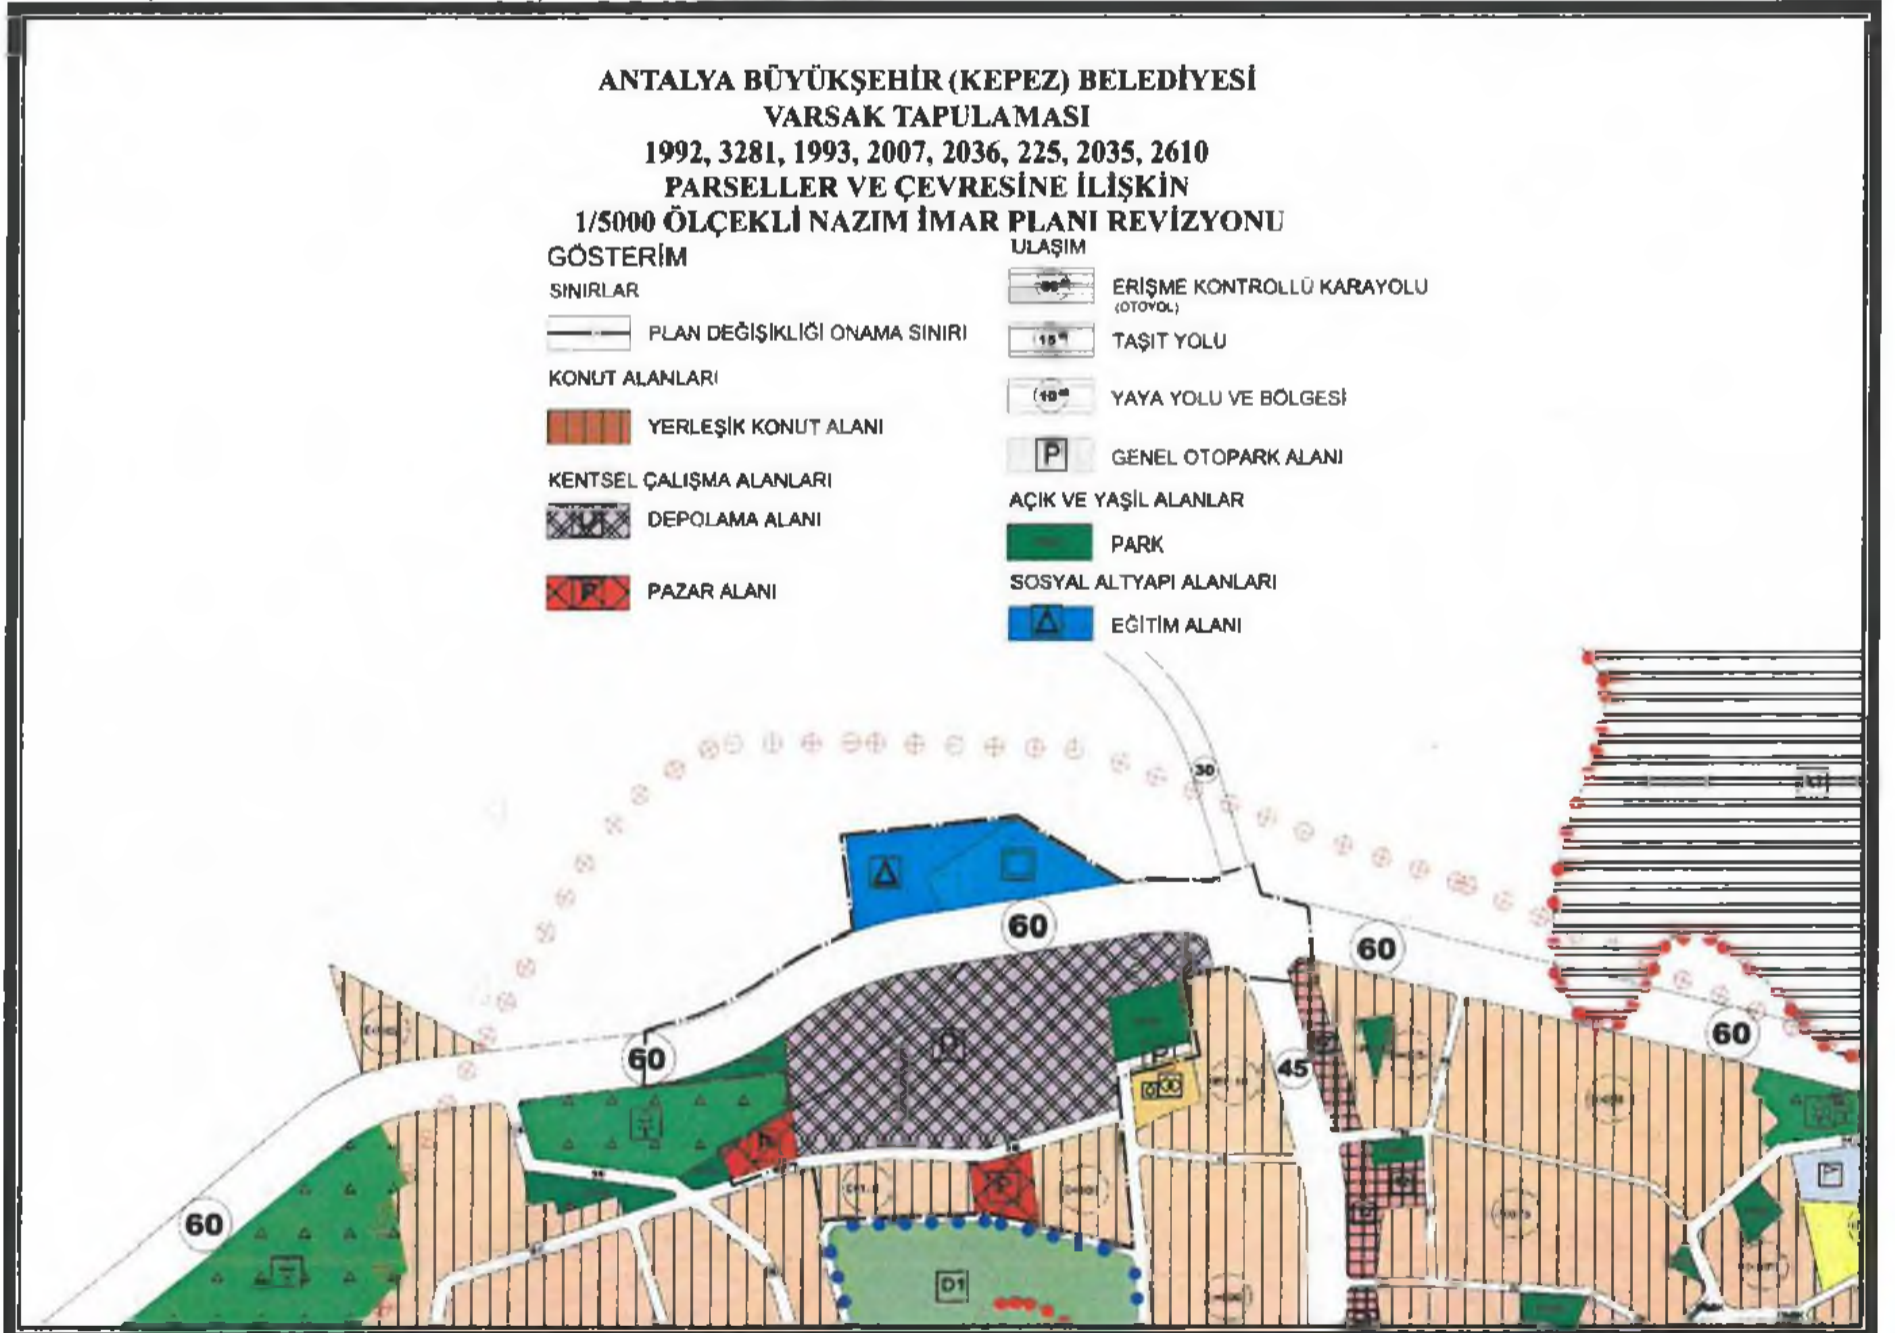 ANTALYA BÜYÜKŞEHİR (KEPEZ) BELEDİYESİ
VARSAK TAPULAMASI
1992, 3281, 1993, 2007, 2036, 225, 2035, 2610
PARSELLER VE ÇEVRESİNE İLİŞKİN
1/5000 ÖLÇEKLİ NAZIM İMAR PLANI REVİZYONU
GÖSTERİM
SINIRLAR
PLAN DEĞİŞİKLİĞİ ONAMA SINIRI
KONUT ALANLARI
YERLEŞİK KONUT ALANI
KENTSEL ÇALIŞMA ALANLARI
DEPOLAMA ALANI
PAZAR ALANI
ULAŞIM
ERİŞME KONTROLLÜ KARAYOLU
(OTOYOL)
15 TAŞIT YOLU
10 YAYA YOLU VE BÖLGESİ
P GENEL OTOPARK ALANI
AÇIK VE YAŞİL ALANLAR
PARK
SOSYAL ALTYAPI ALANLARI
EĞİTİM ALANI
30
60
60
60
60
45
60
D1